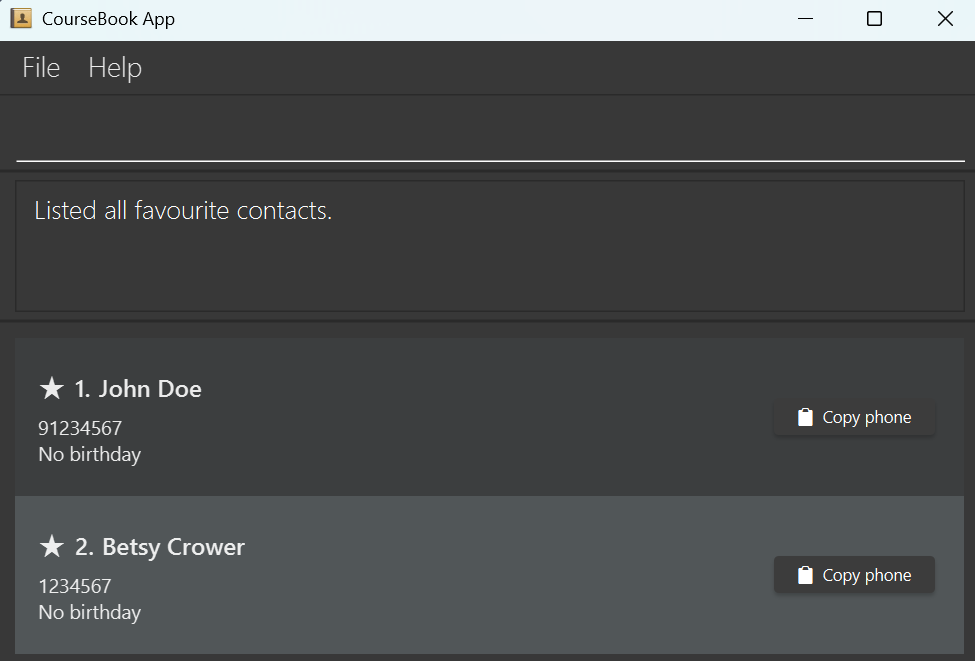 CourseBook App
File Help
Listed all favourite contacts.
★ 1. John Doe
91234567
No birthday
Copy phone
★ 2. Betsy Crower
1234567
No birthday
Copy phone